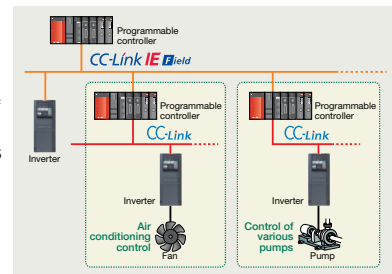 Programmable
controller
CC-Link IE Field
Programmable
controller
Programmable
controller
CC-Link
CC-Link
Inverter
Inverter
Inverter
Air
conditioning
control
Fan
Control of
various
pumps
Pump